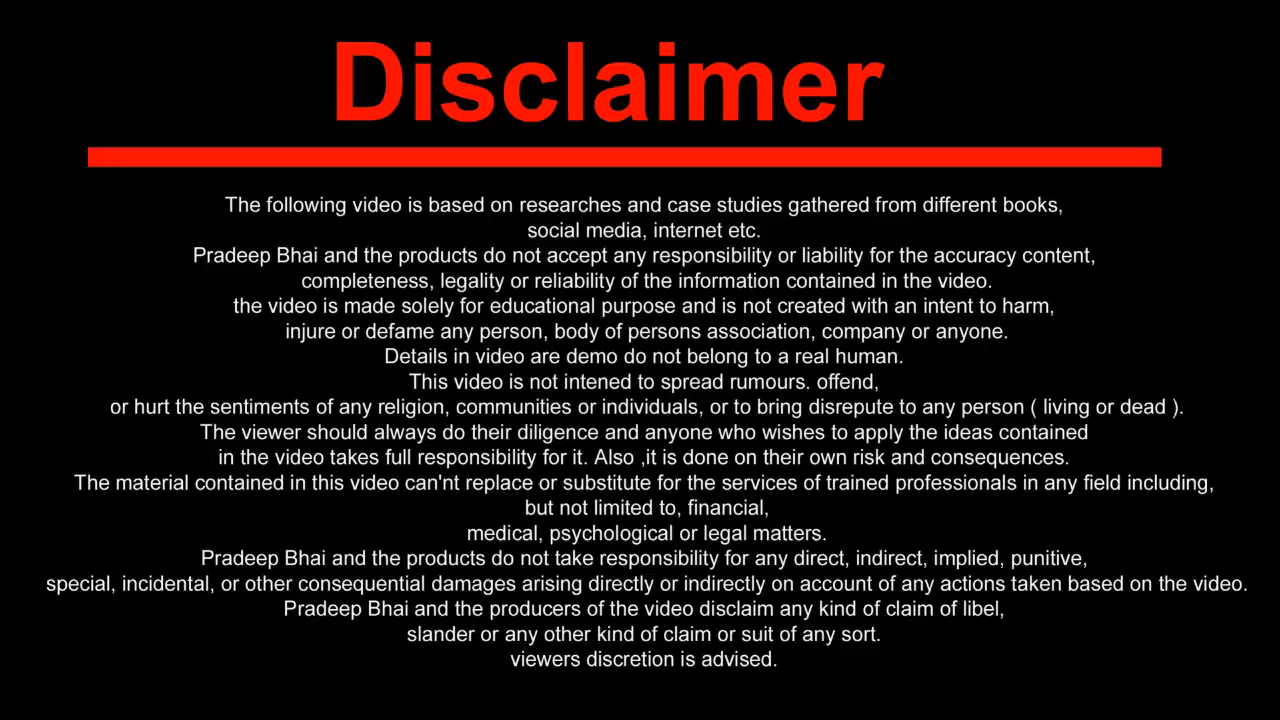 Disclaimer
The following video is based on researches and case studies gathered from different books,
social media, internet etc.
Pradeep Bhai and the products do not accept any responsibility or liability for the accuracy content,
completeness, legality or reliability of the information contained in the video.
the video is made solely for educational purpose and is not created with an intent to harm,
injure or defame any person, body of persons association, company or anyone.
Details in video are demo do not belong to a real human.
This video is not intened to spread rumours. offend,
or hurt the sentiments of any religion, communities or individuals, or to bring disrepute to any person ( living or dead ).
The viewer should always do their diligence and anyone who wishes to apply the ideas contained
in the video takes full responsibility for it. Also ,it is done on their own risk and consequences.
The material contained in this video can'nt replace or substitute for the services of trained professionals in any field including,
but not limited to, financial,
medical, psychological or legal matters.
Pradeep Bhai and the products do not take responsibility for any direct, indirect, implied, punitive,
special, incidental, or other consequential damages arising directly or indirectly on account of any actions taken based on the video.
Pradeep Bhai and the producers of the video disclaim any kind of claim of libel,
slander or any other kind of claim or suit of any sort.
viewers discretion is advised.